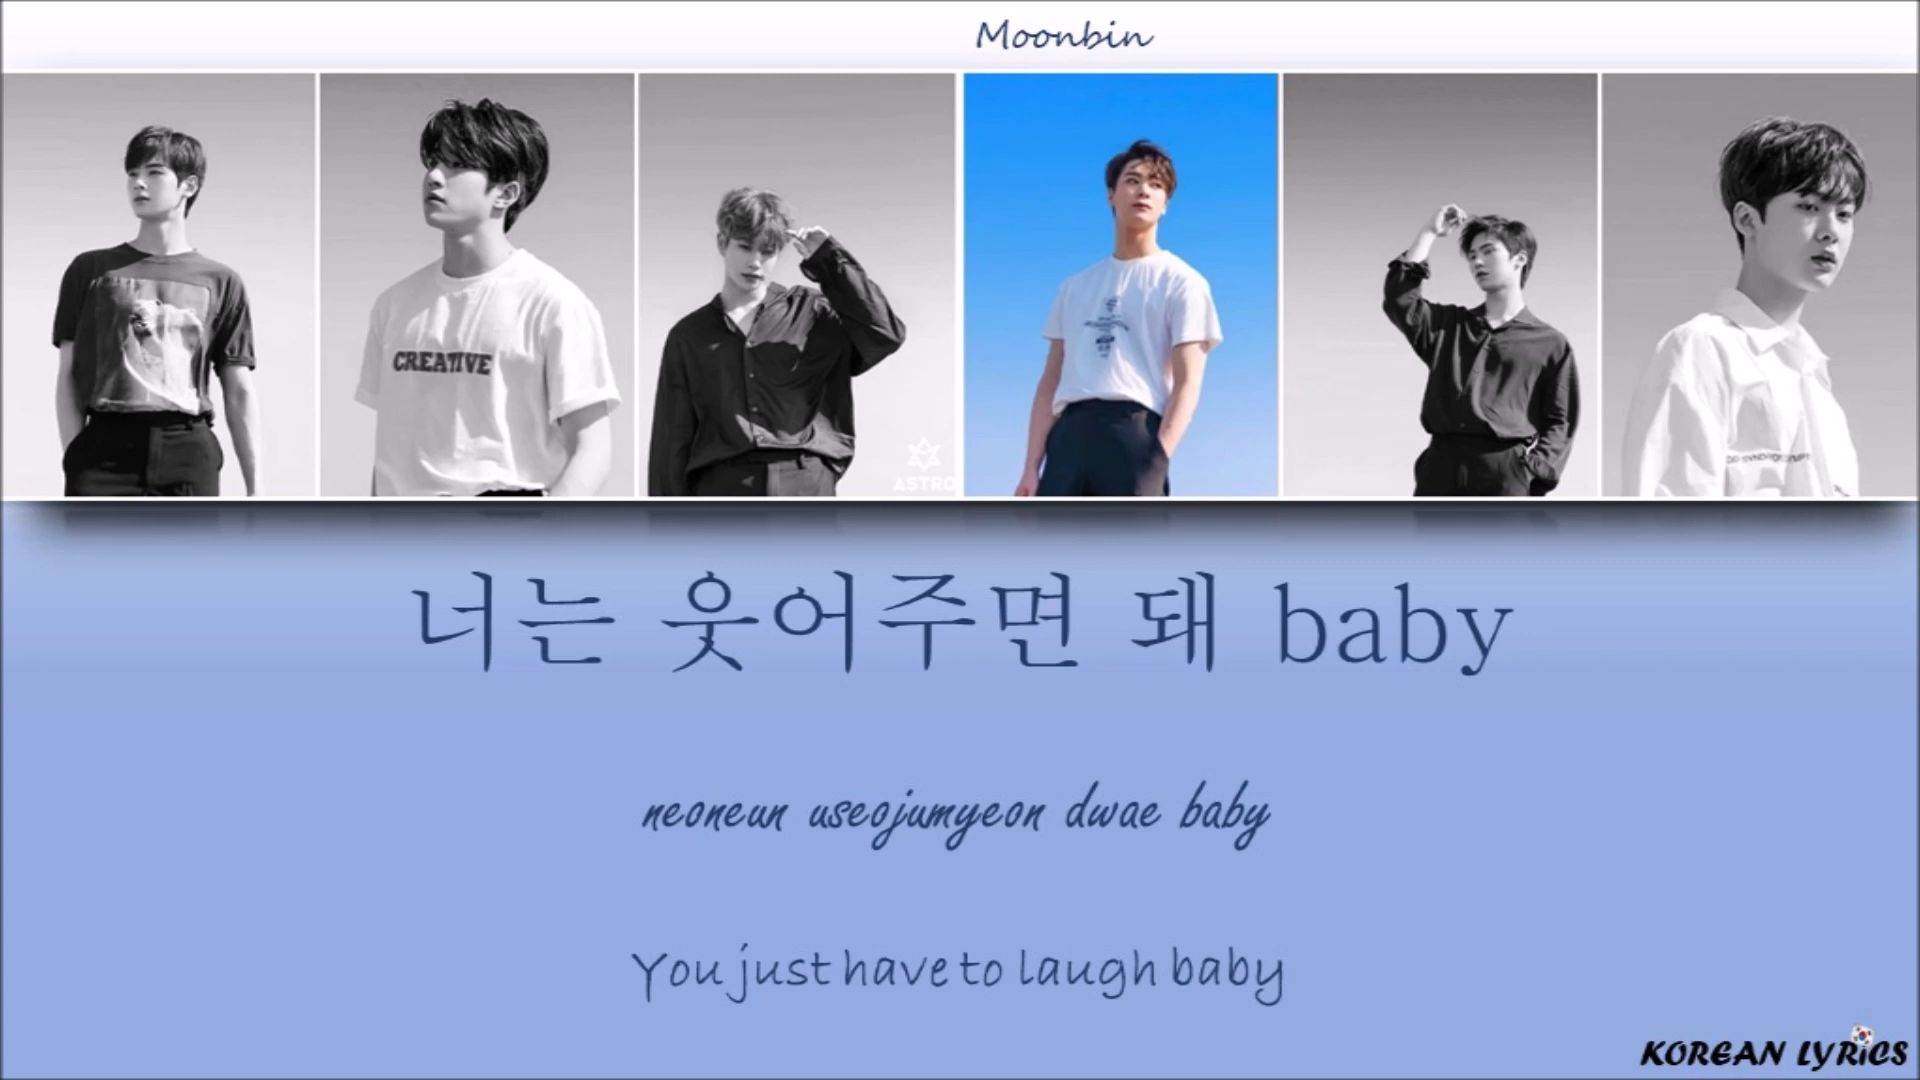 Moonbin
CREATIVE
ASTRO
너는 웃어주면 돼 baby
neoneun useojumyeon dwae baby
You just have to laugh baby
KOREAN LYRiCS